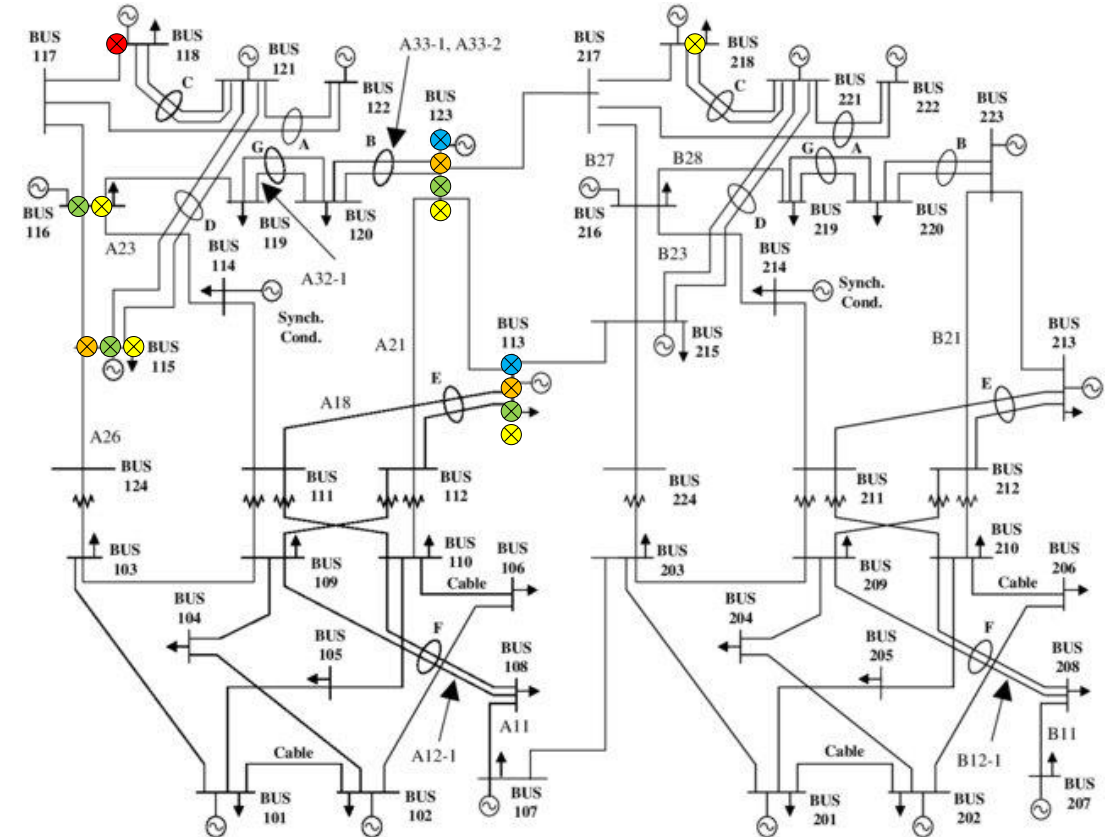 BUS
117
BUS
118
BUS
121
BUS
122
A33-1, A33-2
BUS
123
C
A
G
B
D
BUS
116
BUS
119
BUS
120
A23
A32-1
BUS
114
Synch.
Cond.
BUS
115
A21
BUS
113
E
A18
A26
BUS
124
BUS
111
BUS
112
BUS
103
BUS
109
BUS
110
BUS
106
Cable
BUS
104
BUS
105
F
BUS
108
A12-1
A11
Cable
BUS
101
BUS
102
BUS
107
BUS
217
BUS
218
BUS
221
BUS
222
BUS
223
C
A
G
B
D
B27
B28
BUS
216
BUS
219
BUS
220
B23
BUS
214
Synch.
Cond.
BUS
215
B21
BUS
213
E
BUS
224
BUS
211
BUS
212
BUS
203
BUS
209
BUS
210
BUS
206
Cable
BUS
204
BUS
205
F
BUS
208
B12-1
B11
Cable
BUS
201
BUS
202
BUS
207